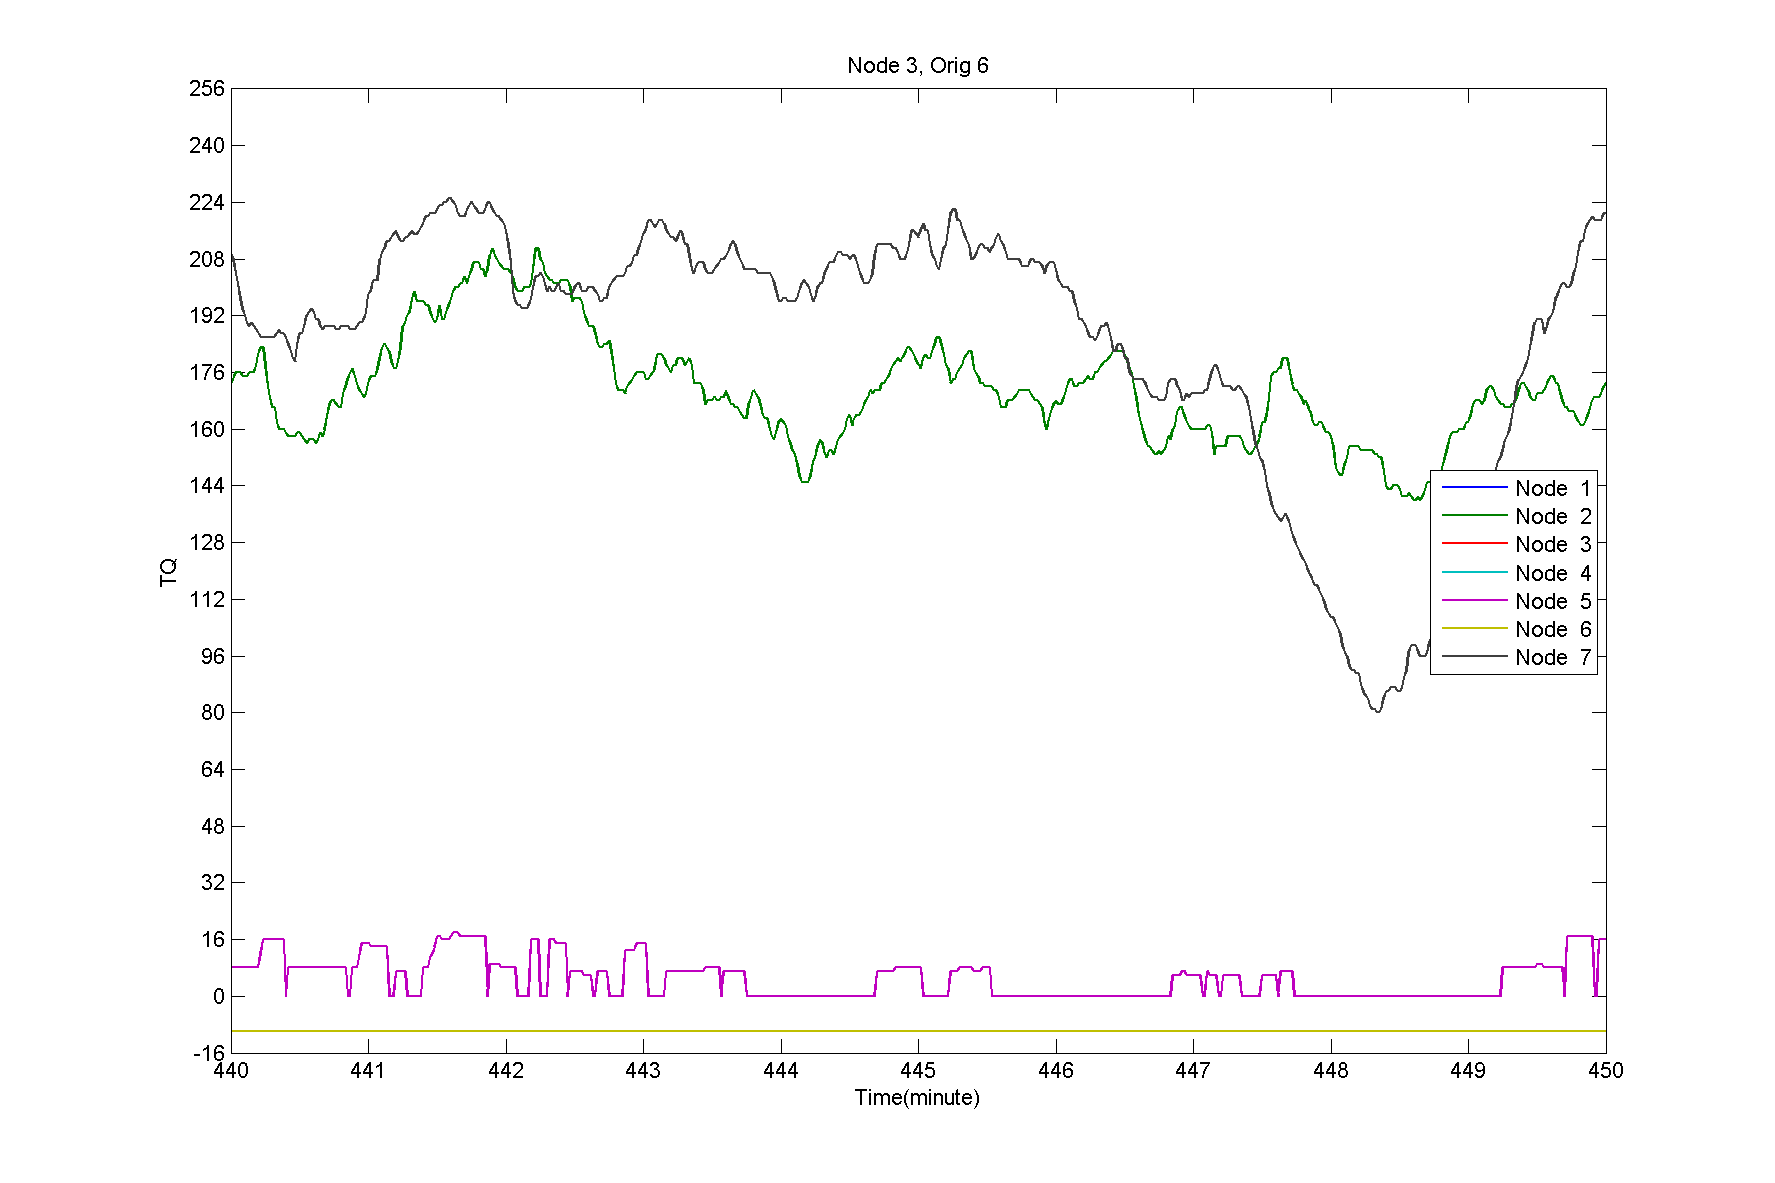 Node 3, Orig 6
256
240
224
208
192
176
160
144
128
112
96
80
64
48
32
16
0
-16
TQ
Node 1
Node 2
Node 3
Node 4
Node 5
Node 6
Node 7
440 441 442 443 444 445 446 447 448 449 450
Time(minute)